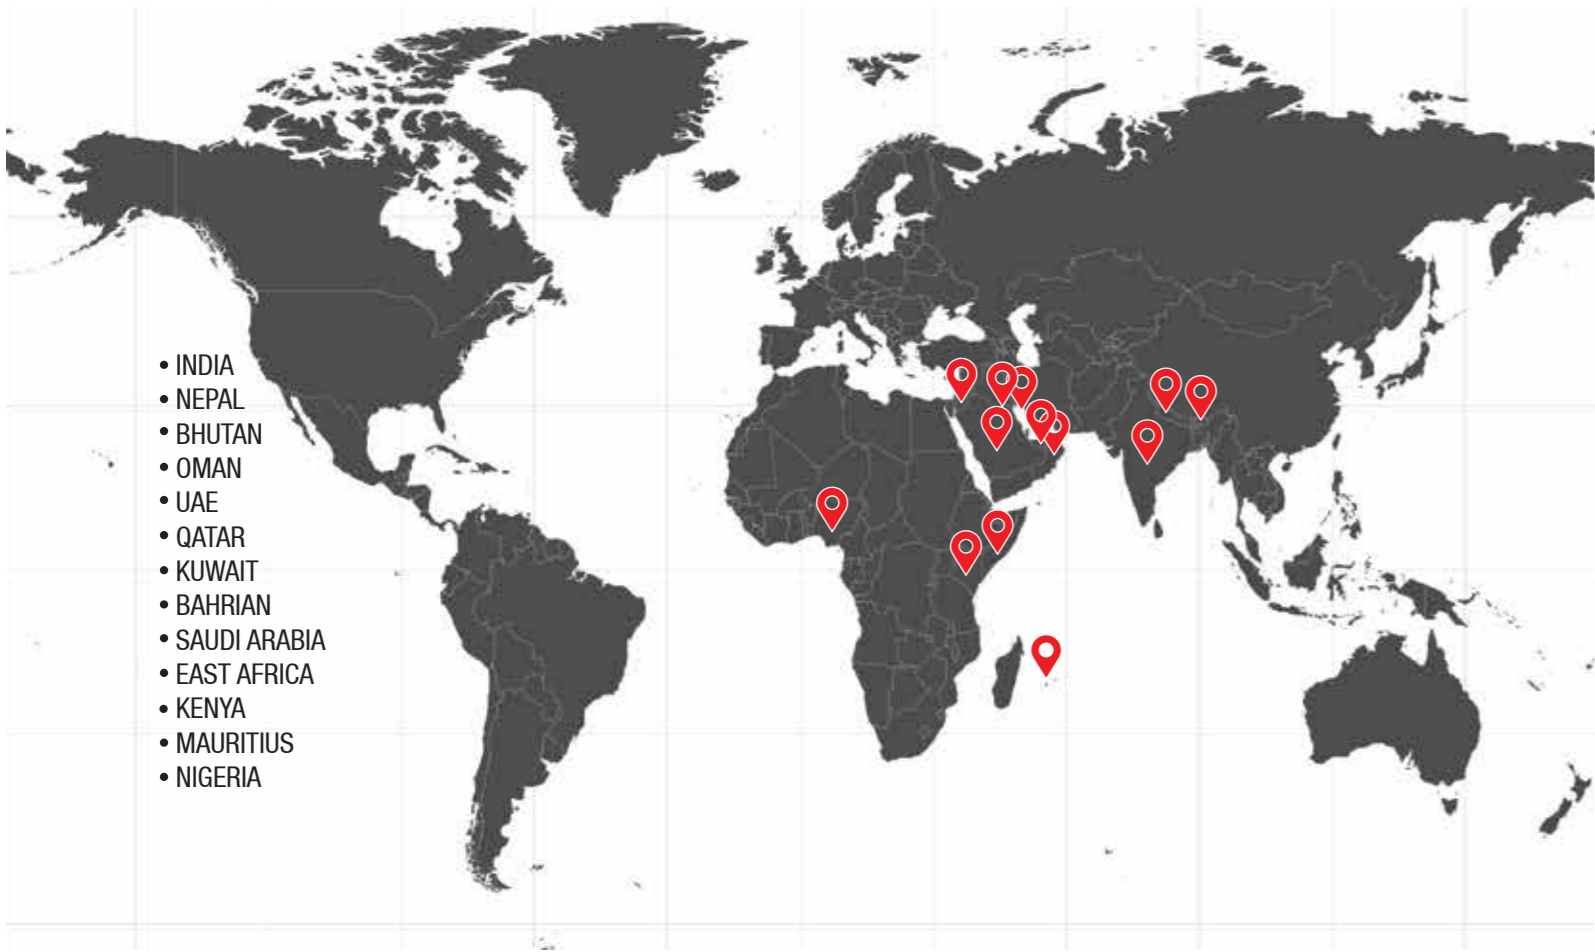 • INDIA
• NEPAL
• BHUTAN
• OMAN
• UAE
• QATAR
• KUWAIT
• BAHRIAN
• SAUDI ARABIA
• EAST AFRICA
• KENYA
• MAURITIUS
• NIGERIA